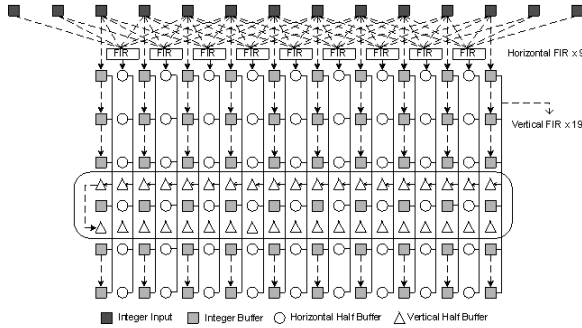 FIR FIR FIR FIR FIR FIR FIR FIR FIR
Horizontal FIR x 9
Vertical FIR x 19
Integer Input Integer Buffer Horizontal Half Buffer Vertical Half Buffer